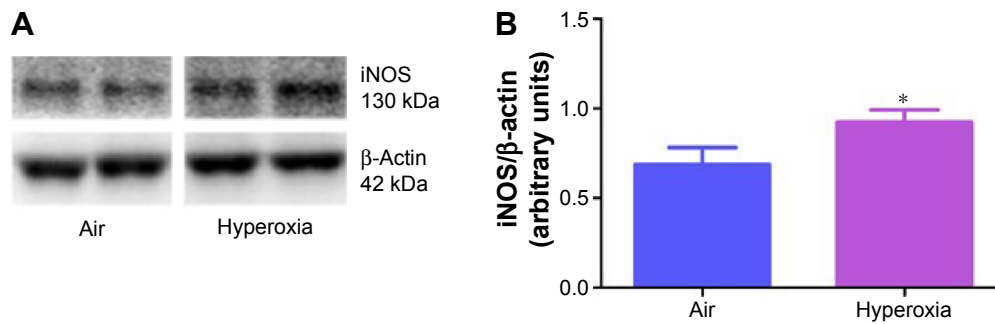 A
iNOS
130 kDa
β-Actin
42 kDa
Air
Hyperoxia
B
iNOS/β-actin
(arbitrary units)
1.5
1.0
0.5
0.0
*
Air
Hyperoxia